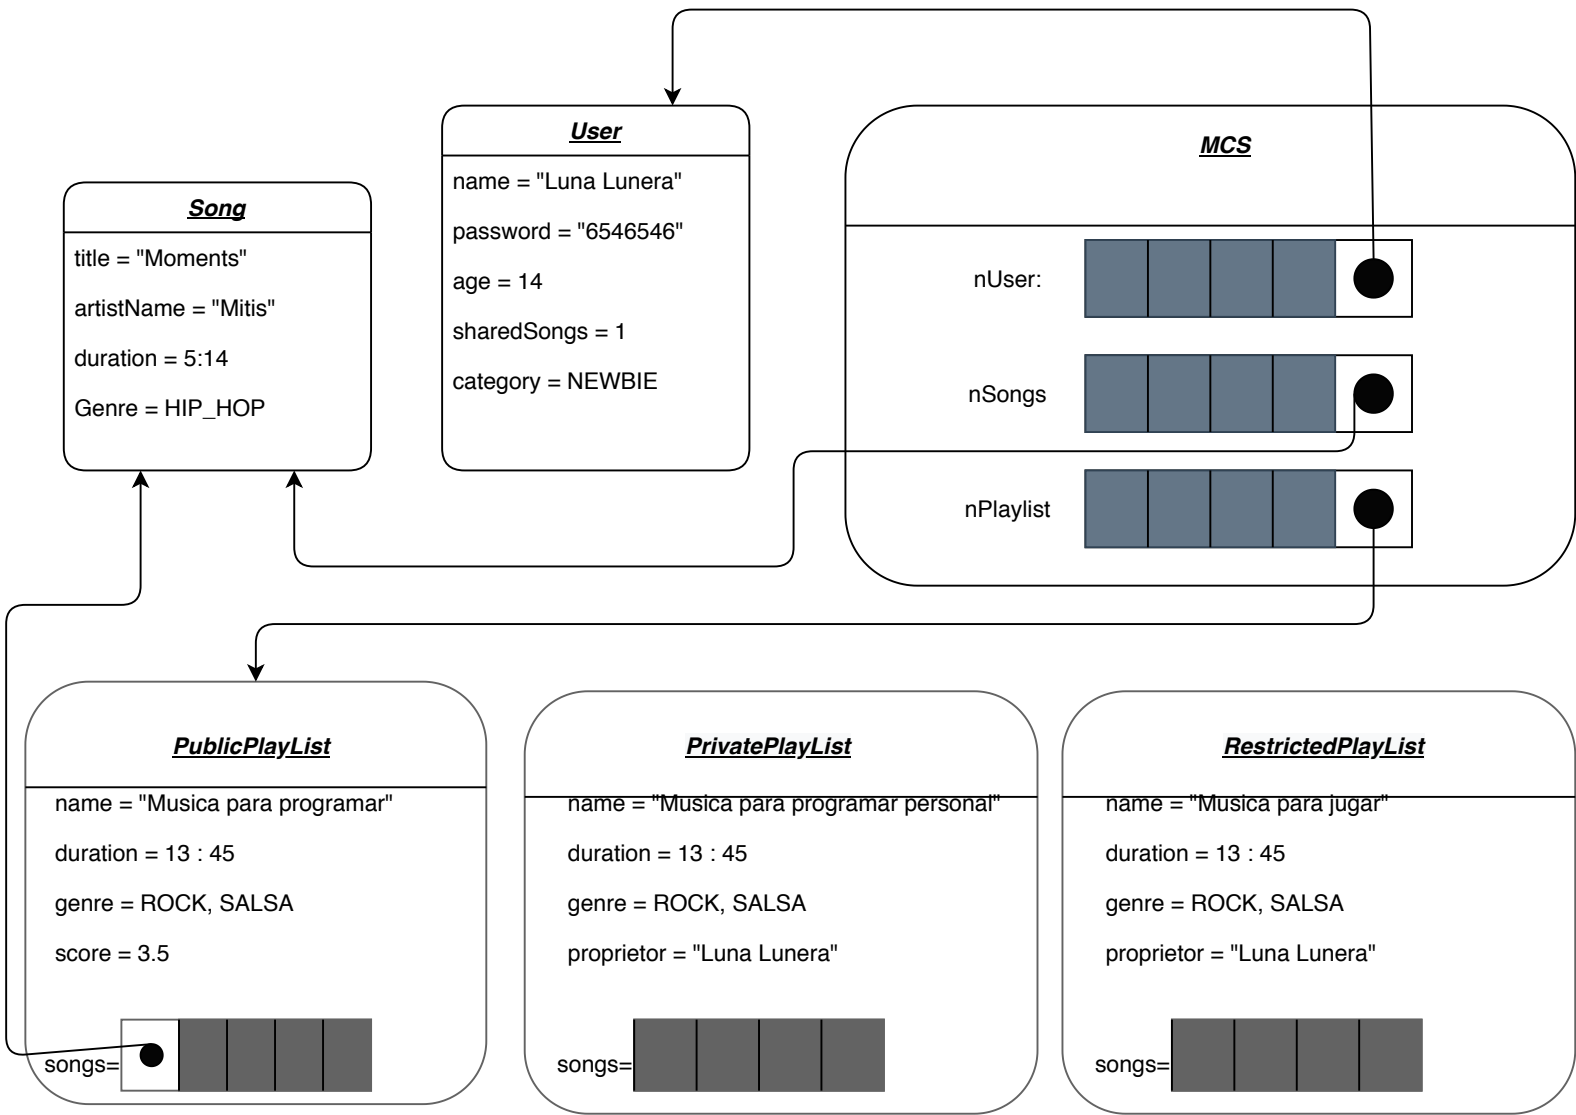 User
name = "Luna Lunera"
password = "6546546"
age = 14
sharedSongs = 1
category = NEWBIE
MCS
nUser:
nSongs
nPlaylist
Song
title = "Moments"
artistName = "Mitis"
duration = 5:14
Genre = HIP_HOP
PublicPlayList
name = "Musica para programar"
duration = 13 : 45
genre = ROCK, SALSA
score = 3.5
songs=
PrivatePlayList
name = "Musica para programar personal"
duration = 13 : 45
genre = ROCK, SALSA
proprietor = "Luna Lunera"
songs=
RestrictedPlayList
name = "Musica para jugar"
duration = 13 : 45
genre = ROCK, SALSA
proprietor = "Luna Lunera"
songs=